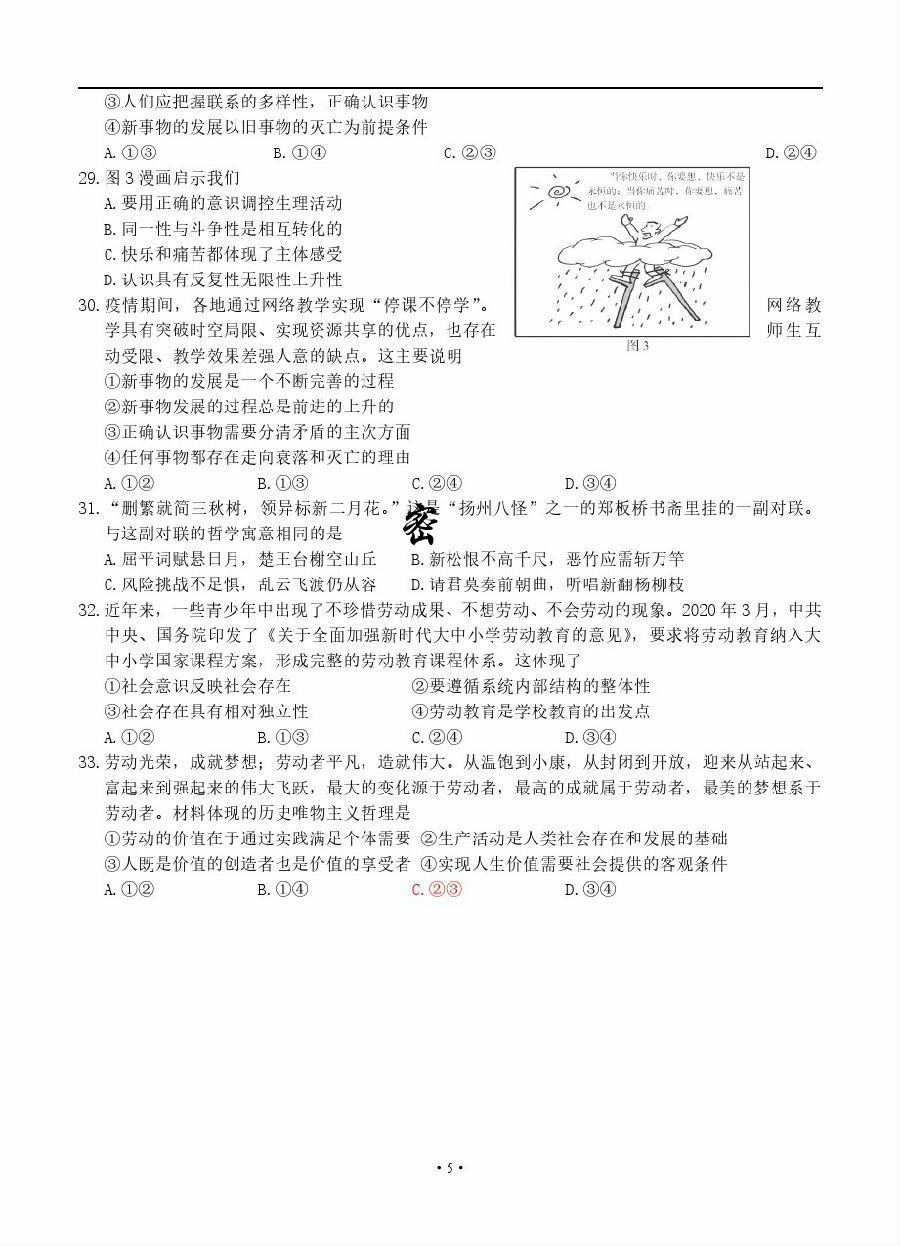 ③人们应把握联系的多样性，正确认识事物
④新事物的发展以旧事物的灭亡为前提条件
A.①③ B.①④ C.②③ D.②④
29.图3漫画启示我们
A.要用正确的意识调控生理活动
B.同一性与斗争性是相互转化的
C.快乐和痛苦都体现了主体感受
D.认识具有反复性无限性上升性
当你快乐时，你要想，快乐不是
永恒的；当你痛苦时，你要想，痛苦
也不是永恒的
图3
30.疫情期间，各地通过网络教学实现“停课不停学”。网络教
学具有突破时空局限、实现资源共享的优点，也存在师生互
动受限、教学效果差强人意的缺点。这主要说明
①新事物的发展是一个不断完善的过程
②新事物发展的过程总是前进的上升的
③正确认识事物需要分清矛盾的主次方面
④任何事物都存在走向衰落和灭亡的理由
A.①② B.①③ C.②④ D.③④
31.“删繁就简三秋树，领异标新二月花。”这是“扬州八怪”之一的郑板桥书斋里挂的一副对联。
密
与这副对联的哲学寓意相同的是
A.屈平词赋悬日月，楚王台榭空山丘 B.新松恨不高千尺，恶竹应需斩万竿
C.风险挑战不足惧，乱云飞渡仍从容 D.请君莫奏前朝曲，听唱新翻杨柳枝
32.近年来，一些青少年中出现了不珍惜劳动成果、不想劳动、不会劳动的现象。2020年3月，中共
中央、国务院印发了《关于全面加强新时代大中小学劳动教育的意见》，要求将劳动教育纳入大
中小学国家课程方案，形成完整的劳动教育课程体系。这体现了
①社会意识反映社会存在 ②要遵循系统内部结构的整体性
③社会存在具有相对独立性 ④劳动教育是学校教育的出发点
A.①② B.①③ C.②④ D.③④
33.劳动光荣，成就梦想；劳动者平凡，造就伟大。从温饱到小康，从封闭到开放，迎来从站起来、
富起来到强起来的伟大飞跃，最大的变化源于劳动者，最高的成就属于劳动者，最美的梦想系于
劳动者。材料体现的历史唯物主义哲理是
①劳动的价值在于通过实践满足个体需要 ②生产活动是人类社会存在和发展的基础
③人既是价值的创造者也是价值的享受者 ④实现人生价值需要社会提供的客观条件
A.①② B.①④ C.②③ D.③④
·5·